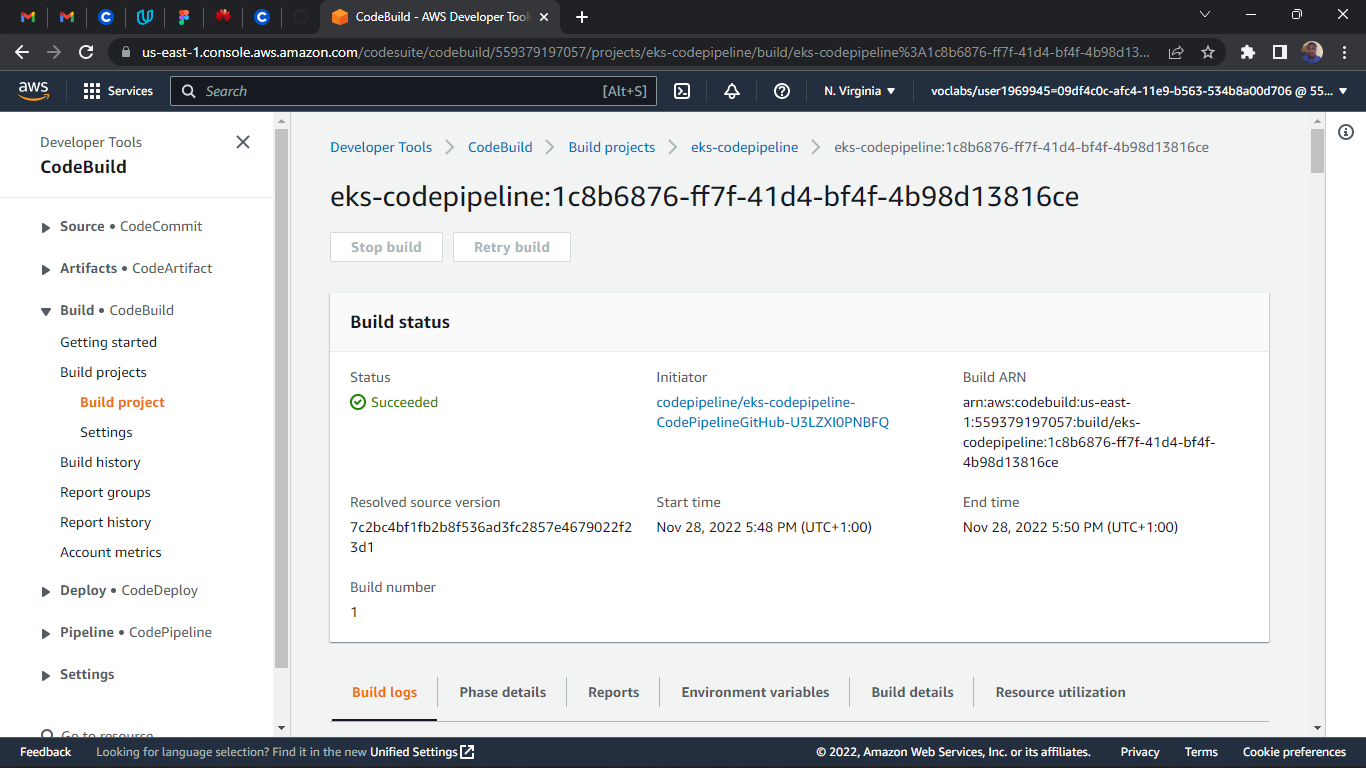 CodeBuild - AWS Developer Tool
us-east-1.console.aws.amazon.com/codesuite/codebuild/559379197057/projects/eks-codepipeline/build/eks-codepipeline%3A1c8b6876-ff7f-41d4-bf4f-4b98d13...
aws
Services
Search
[Alt+S]
N. Virginia
voclabs/user1969945=09df4c0c-afc4-11e9-b563-534b8a00d706 @ 55...
Developer Tools
CodeBuild
Source • CodeCommit
Artifacts • CodeArtifact
Build • CodeBuild
Getting started
Build projects
Build project
Settings
Build history
Report groups
Report history
Account metrics
Deploy • CodeDeploy
Pipeline • CodePipeline
Settings
Go to resource
Developer Tools
CodeBuild
Build projects
eks-codepipeline
eks-codepipeline:1c8b6876-ff7f-41d4-bf4f-4b98d13816ce
eks-codepipeline:1c8b6876-ff7f-41d4-bf4f-4b98d13816ce
Stop build
Retry build
Build status
Status
Succeeded
Initiator
codepipeline/eks-codepipeline-
CodePipelineGitHub-U3LZXI0PNBFQ
Build ARN
arn:aws:codebuild:us-east-
1:559379197057:build/eks-
codepipeline:1c8b6876-ff7f-41d4-bf4f-
4b98d13816ce
Resolved source version
7c2bc4bf1fb2b8f536ad3fc2857e4679022f2
3d1
Start time
Nov 28, 2022 5:48 PM (UTC+1:00)
End time
Nov 28, 2022 5:50 PM (UTC+1:00)
Build number
1
Build logs
Phase details
Reports
Environment variables
Build details
Resource utilization
Feedback
Looking for language selection? Find it in the new Unified Settings
© 2022, Amazon Web Services, Inc. or its affiliates.
Privacy
Terms
Cookie preferences